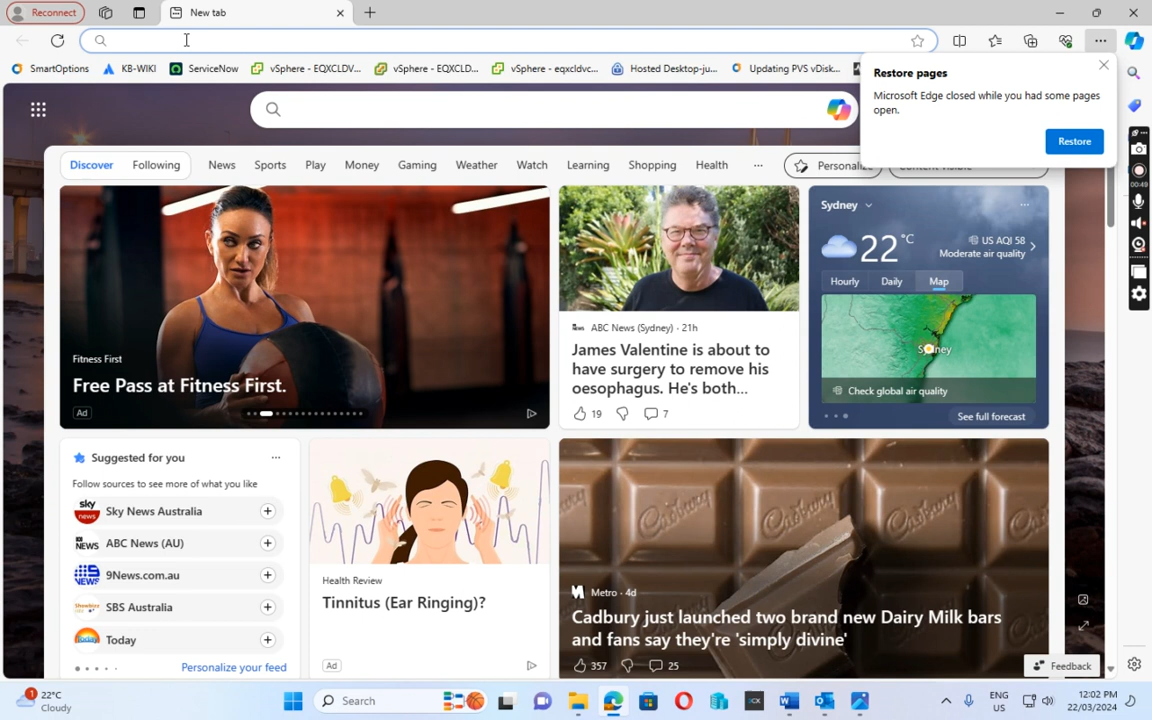 Reconnect
New tab
SmartOptions
KB-WIKI
ServiceNow
vSphere - EQXCLDV...
vSphere - EQXCLD...
vSphere - eqxcldvc...
Hosted Desktop-ju...
Updating PVS vDisk...
Restore pages
Microsoft Edge closed while you had some pages
open.
Restore
Discover
Following
News
Sports
Play
Money
Gaming
Weather
Watch
Learning
Shopping
Health
Personalize
Fitness First
Free Pass at Fitness First.
Ad
ABC News (Sydney) · 21h
James Valentine is about to
have surgery to remove his
oesophagus. He's both...
19
7
Sydney
22 °C
US AQI 58
Moderate air quality
Hourly
Daily
Map
Sydney
Check global air quality
See full forecast
Suggested for you
Follow sources to see more of what you like
sky news
Sky News Australia
NEWS
ABC News (AU)
NEWS
9News.com.au
SBS Australia
Today
Personalize your feed
Health Review
Tinnitus (Ear Ringing)?
Ad
Cadbury
Metro · 4d
Cadbury just launched two brand new Dairy Milk bars
and fans say they're 'simply divine'
357
25
Feedback
00:49
1
22°C
Cloudy
Search
ENG
US
12:02 PM
22/03/2024